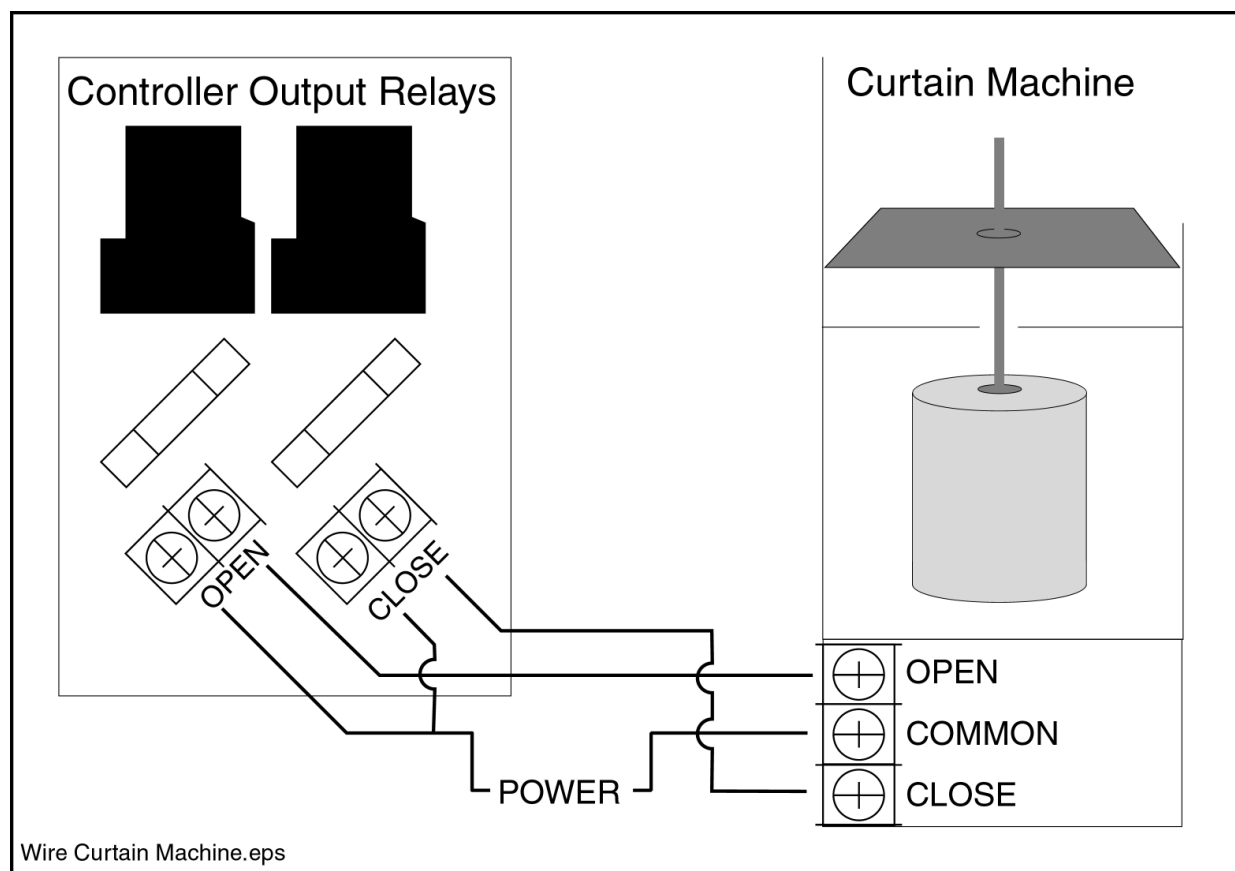 Controller Output Relays
Curtain Machine
OPEN
CLOSE
OPEN
COMMON
CLOSE
POWER
Wire Curtain Machine.eps